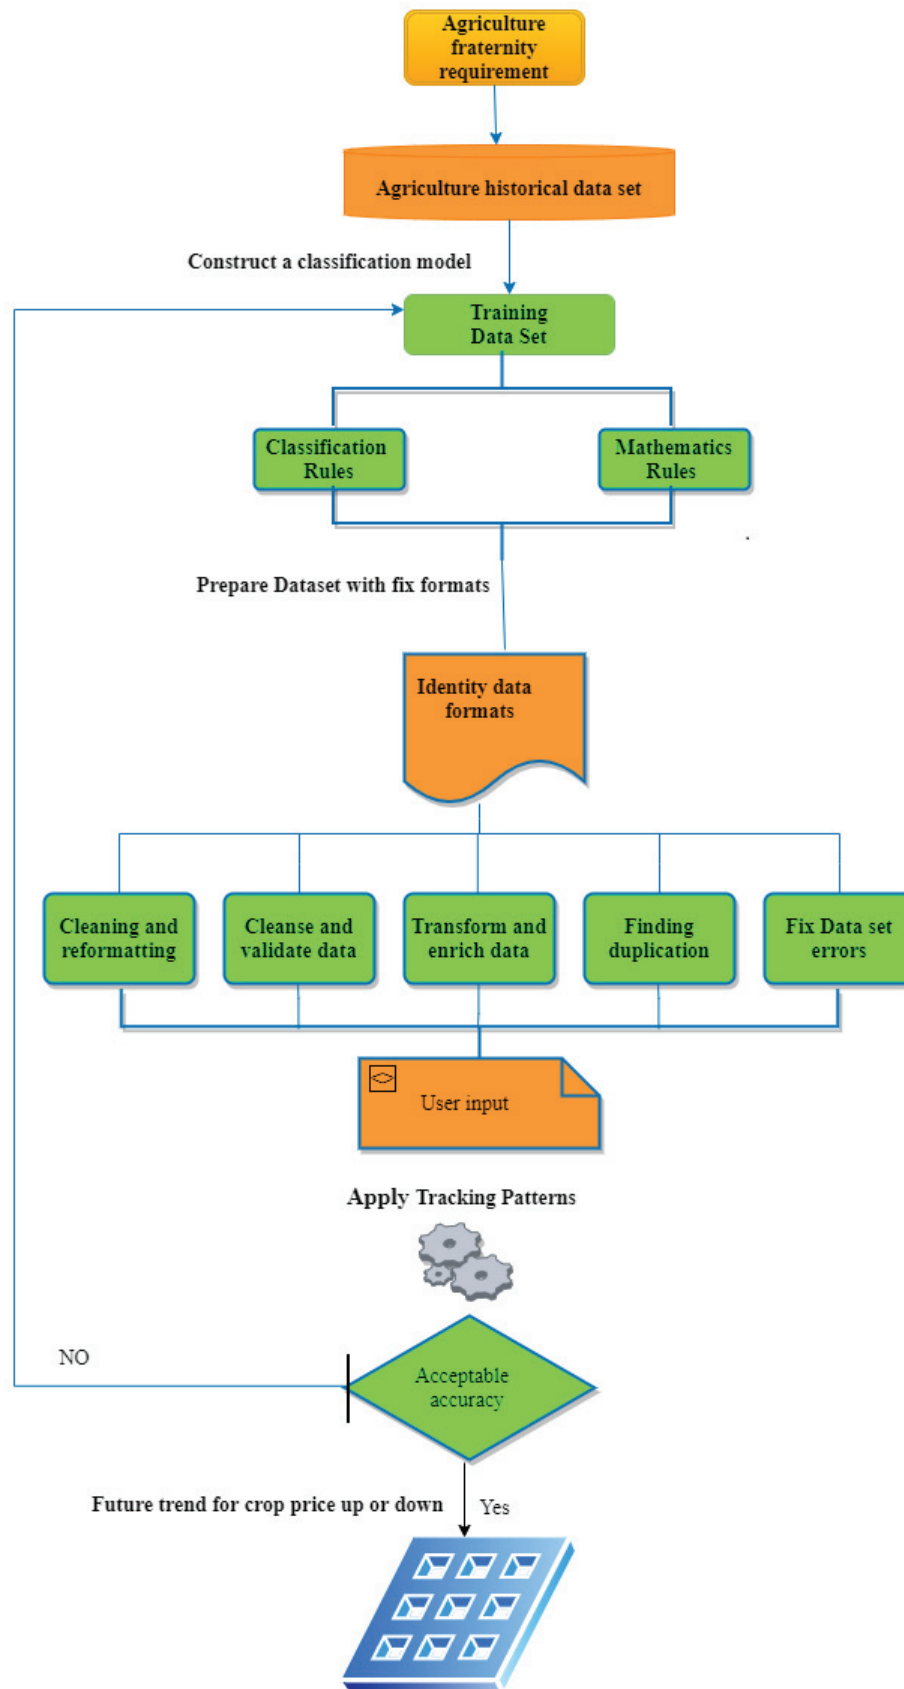 Agriculture
fraternity
requirement
Agriculture historical data set
Construct a classification model
Training
Data Set
Classification
Rules
Mathematics
Rules
Prepare Dataset with fix formats
Identity data
formats
Cleaning and
reformatting
Cleanse and
validate data
Transform and
enrich data
Finding
duplication
Fix Data set
errors
User input
Apply Tracking Patterns
NO
Acceptable
accuracy
Future trend for crop price up or down
Yes